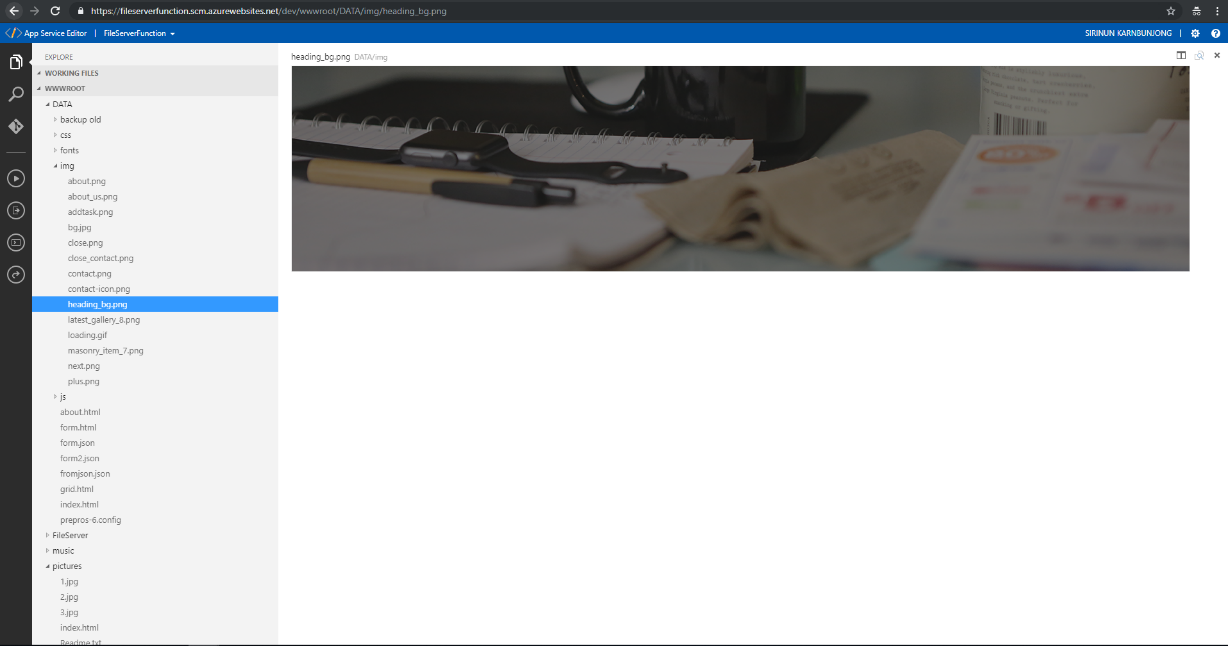 https://fileserverfunction.scm.azurewebsites.net/dev/wwwroot/DATA/img/heading_bg.png
App Service Editor | FileServerFunction
SIRINUN KARNBUNJONG |
EXPLORE
WORKING FILES
WWWROOT
DATA
backup old
css
fonts
img
about.png
about_us.png
addtask.png
bg.jpg
close.png
close_contact.png
contact.png
contact-icon.png
heading_bg.png
latest_gallery_8.png
loading.gif
masonry_item_7.png
next.png
plus.png
js
about.html
form.html
form.json
form2.json
fromjson.json
grid.html
index.html
prepros-6.config
FileServer
music
pictures
1.jpg
2.jpg
3.jpg
index.html
Readme.txt
heading_bg.png DATA/img